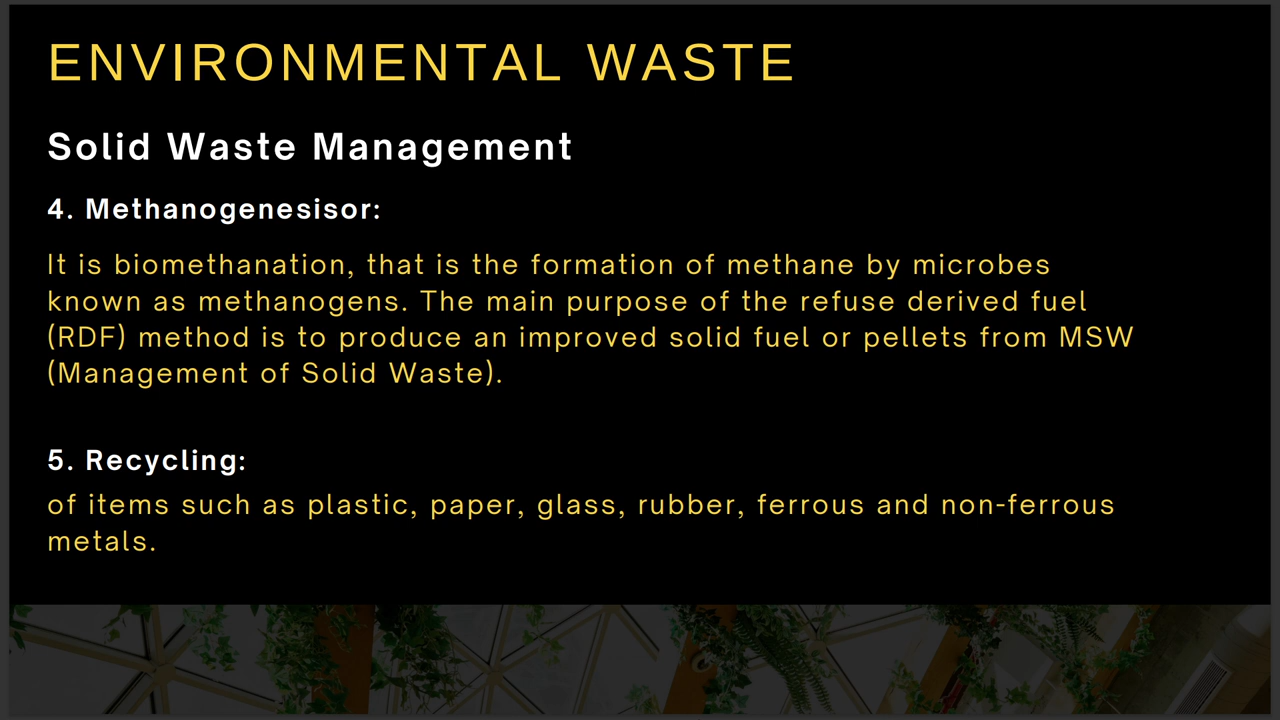 ENVIRONMENTAL WASTE
Solid Waste Management
4. Methanogenesisor:
It is biomethanation, that is the formation of methane by microbes
known as methanogens. The main purpose of the refuse derived fuel
(RDF) method is to produce an improved solid fuel or pellets from MSW
(Management of Solid Waste).
5. Recycling:
of items such as plastic, paper, glass, rubber, ferrous and non-ferrous
metals.